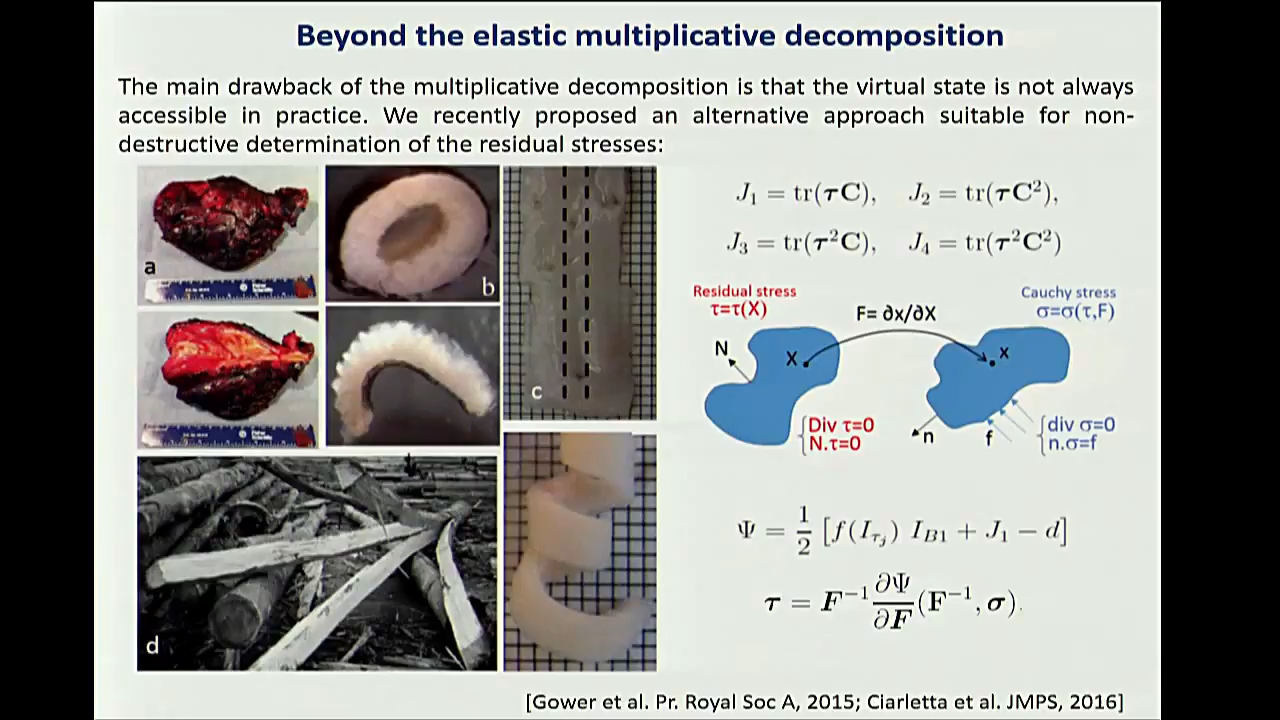 Beyond the elastic multiplicative decomposition
The main drawback of the multiplicative decomposition is that the virtual state is not always
accessible in practice. We recently proposed an alternative approach suitable for non-
destructive determination of the residual stresses:
a
b
c
d
J₁ = tr(τC), J₂ = tr(τC²),
J₃ = tr(τ²C), J₄ = tr(τ²C²)
Residual stress
τ=τ(X)
F= ∂x/∂X
Cauchy stress
σ=σ(τ,F)
N
X
x
Div τ=0
N.τ=0
n
f
div σ=0
n.σ=f
Ψ = 1/2 [f(I_τj) I_B1 + J₁ − d]
τ = F⁻¹ ∂Ψ/∂F (F⁻¹, σ).
[Gower et al. Pr. Royal Soc A, 2015; Ciarletta et al. JMPS, 2016]